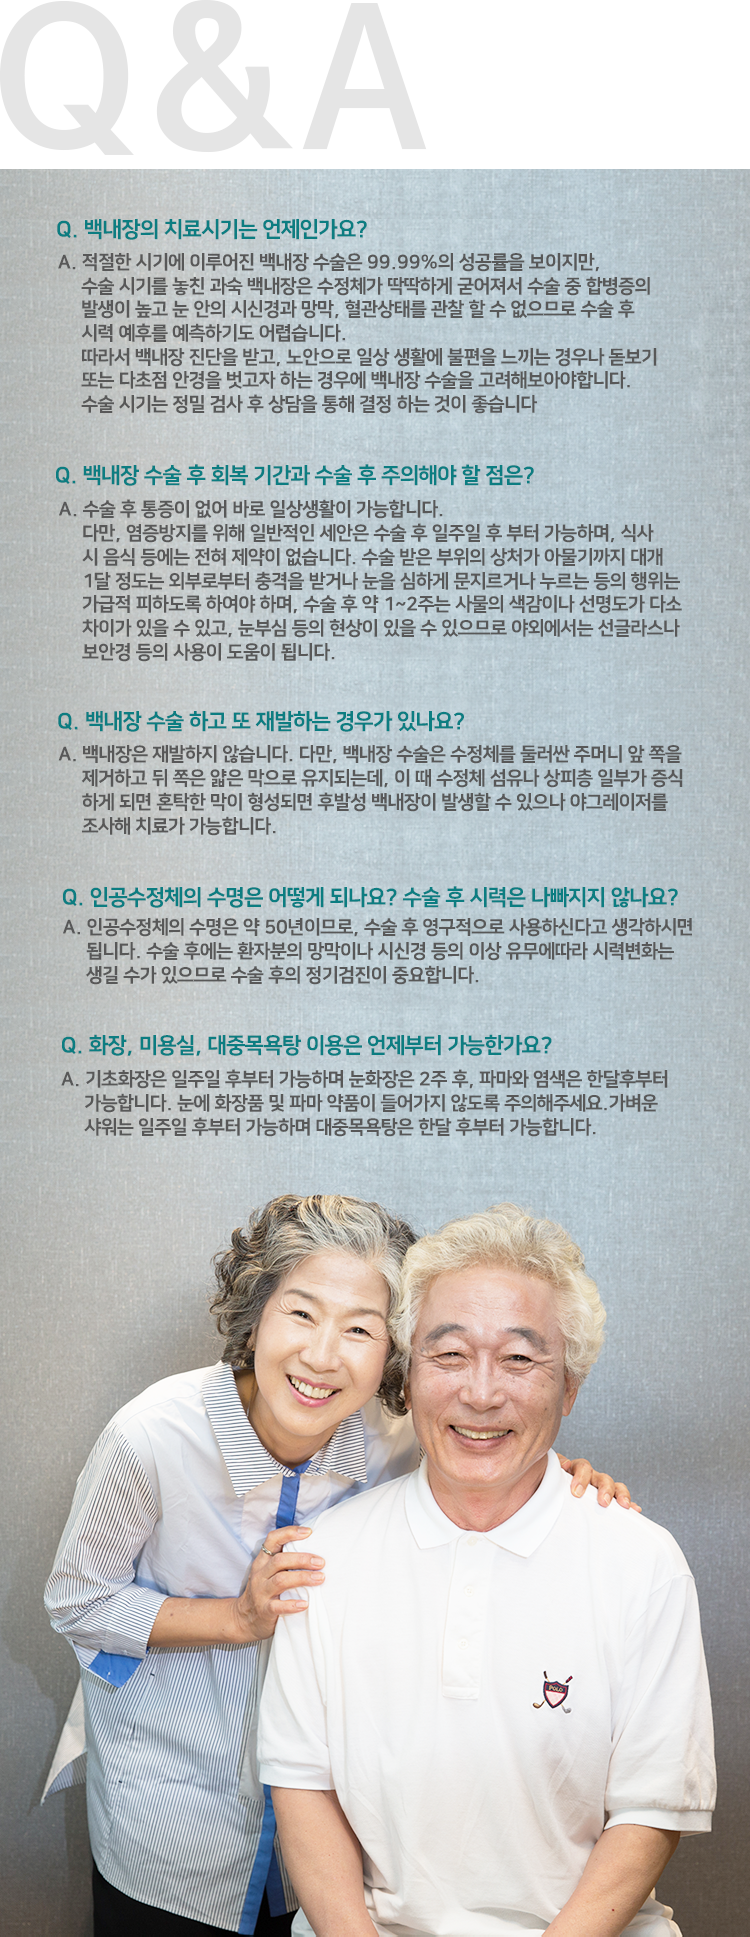 Q&A
Q. 백내장의 치료시기는 언제인가요?
A. 적절한 시기에 이루어진 백내장 수술은 99.99%의 성공률을 보이지만,
수술 시기를 놓친 과숙 백내장은 수정체가 딱딱하게 굳어져서 수술 중 합병증의
발생이 높고 눈 안의 시신경과 망막, 혈관상태를 관찰 할 수 없으므로 수술 후
시력 예후를 예측하기도 어렵습니다.
따라서 백내장 진단을 받고, 노안으로 일상 생활에 불편을 느끼는 경우나 돋보기
또는 다초점 안경을 벗고자 하는 경우에 백내장 수술을 고려해보아야합니다.
수술 시기는 정밀 검사 후 상담을 통해 결정 하는 것이 좋습니다
Q. 백내장 수술 후 회복 기간과 수술 후 주의해야 할 점은?
A. 수술 후 통증이 없어 바로 일상생활이 가능합니다.
다만, 염증방지를 위해 일반적인 세안은 수술 후 일주일 후 부터 가능하며, 식사
시 음식 등에는 전혀 제약이 없습니다. 수술 받은 부위의 상처가 아물기까지 대개
1달 정도는 외부로부터 충격을 받거나 눈을 심하게 문지르거나 누르는 등의 행위는
가급적 피하도록 하여야 하며, 수술 후 약 1~2주는 사물의 색감이나 선명도가 다소
차이가 있을 수 있고, 눈부심 등의 현상이 있을 수 있으므로 야외에서는 선글라스나
보안경 등의 사용이 도움이 됩니다.
Q. 백내장 수술 하고 또 재발하는 경우가 있나요?
A. 백내장은 재발하지 않습니다. 다만, 백내장 수술은 수정체를 둘러싼 주머니 앞 쪽을
제거하고 뒤 쪽은 얇은 막으로 유지되는데, 이 때 수정체 섬유나 상피층 일부가 증식
하게 되면 혼탁한 막이 형성되면 후발성 백내장이 발생할 수 있으나 야그레이저를
조사해 치료가 가능합니다.
Q. 인공수정체의 수명은 어떻게 되나요? 수술 후 시력은 나빠지지 않나요?
A. 인공수정체의 수명은 약 50년이므로, 수술 후 영구적으로 사용하신다고 생각하시면
됩니다. 수술 후에는 환자분의 망막이나 시신경 등의 이상 유무에따라 시력변화는
생길 수가 있으므로 수술 후의 정기검진이 중요합니다.
Q. 화장, 미용실, 대중목욕탕 이용은 언제부터 가능한가요?
A. 기초화장은 일주일 후부터 가능하며 눈화장은 2주 후, 파마와 염색은 한달후부터
가능합니다. 눈에 화장품 및 파마 약품이 들어가지 않도록 주의해주세요.가벼운
샤워는 일주일 후부터 가능하며 대중목욕탕은 한달 후부터 가능합니다.
POLO